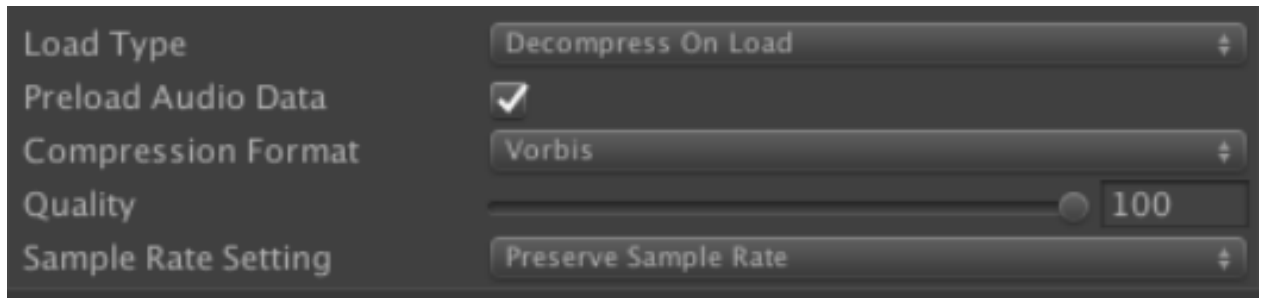 Load Type Decompress On Load
Preload Audio Data
Compression Format Vorbis
Quality 100
Sample Rate Setting Preserve Sample Rate